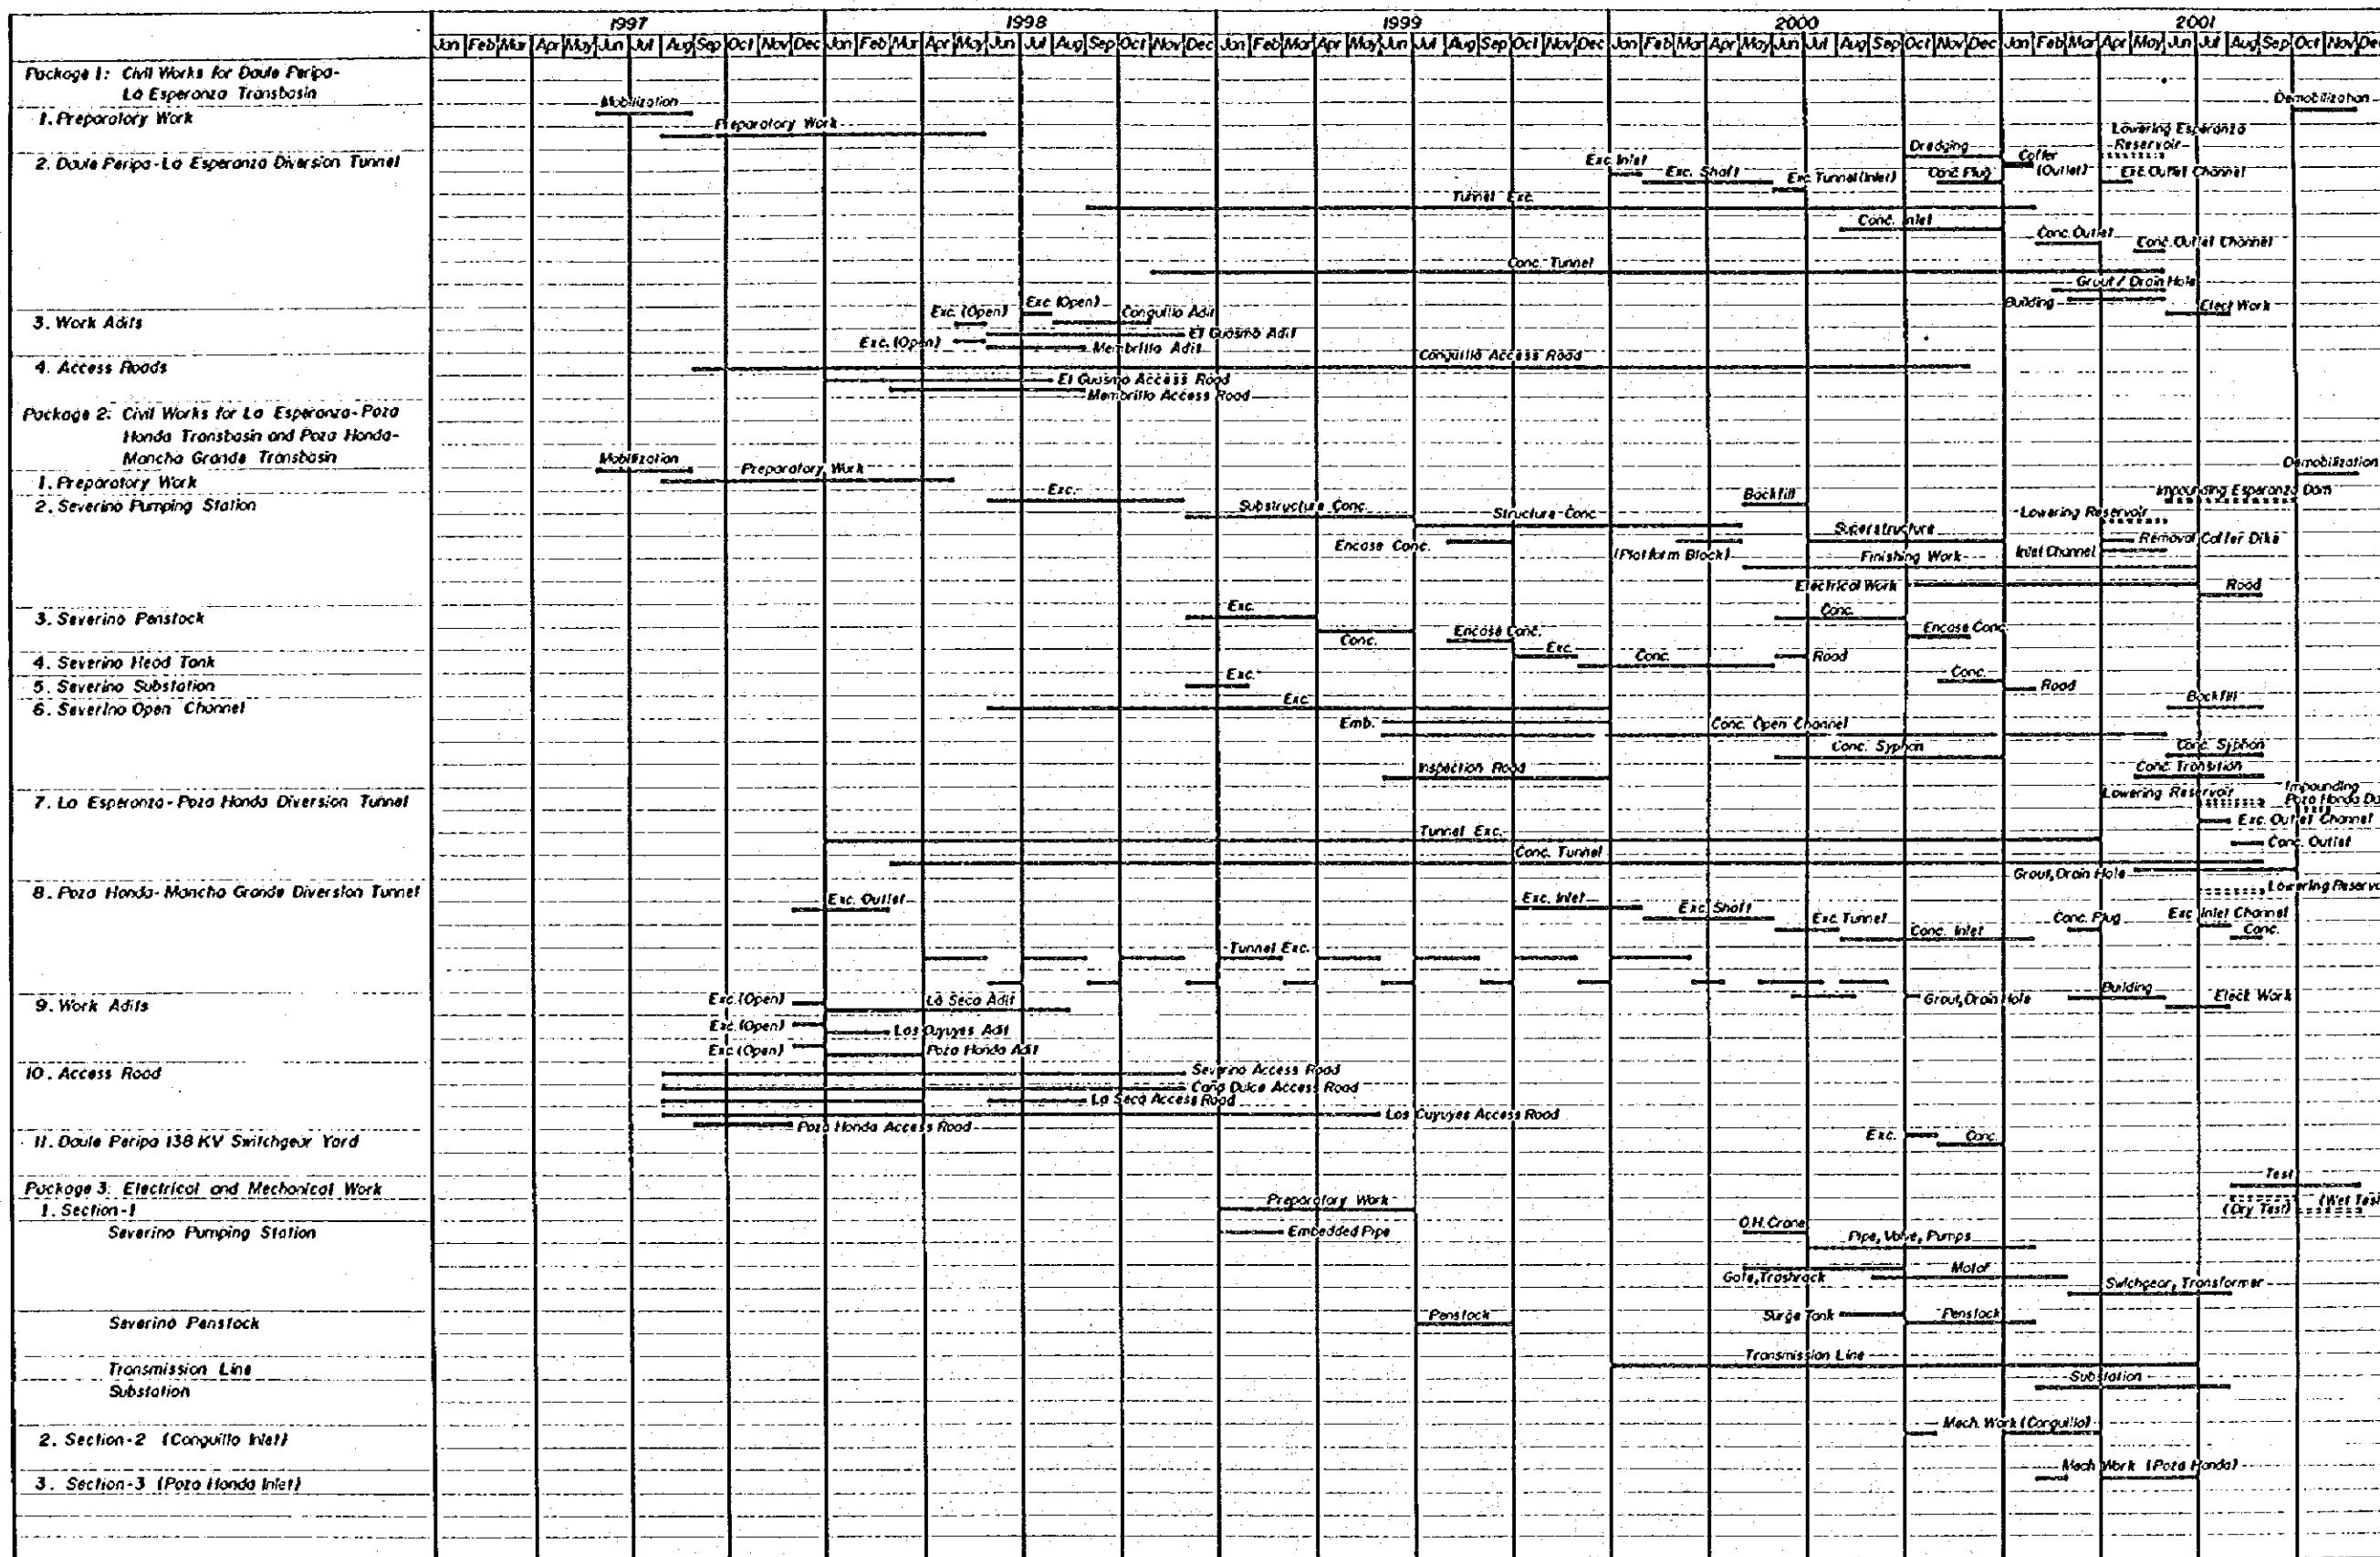 1997 1998 1999 2000 2001
Jan Feb Mar Apr May Jun Jul Aug Sep Oct Nov Dec Jan Feb Mar Apr May Jun Jul Aug Sep Oct Nov Dec Jan Feb Mar Apr May Jun Jul Aug Sep Oct Nov Dec Jan Feb Mar Apr May Jun Jul Aug Sep Oct Nov Dec Jan Feb Mar Apr May Jun Jul Aug Sep Oct Nov Dec
Package 1: Civil Works for Daule Peripa-
La Esperanza Transbasin
Mobilization Demobilization
1. Preparatory Work
Preparatory Work
Lowering Esperanza
Reservoir
Dredging
2. Daule Peripa-La Esperanza Diversion Tunnel
Exc. Inlet Coffer
(Outlet)
Exc. Shaft Exc. Tunnel (Inlet) Conc. Plug Exc. Outlet Channel
Tunnel Exc.
Conc. Inlet
Conc. Outlet Conc. Outlet Channel
Conc. Tunnel
Grout / Drain Hole
Building Elect Work
Exc (Open)
Exc. (Open) Conguillo Adit
3. Work Adits
El Guasmo Adit
Exc. (Open) Membrillo Adit
Conguillo Access Road
4. Access Roads
El Guasmo Access Road
Membrillo Access Road
Package 2: Civil Works for La Esperanza-Poza
Honda Transbasin and Poza Honda-
Mancha Grande Transbasin
Mobilization Preparatory Work Demobilization
1. Preparatory Work
Exc. Backfill Impounding Esperanza Dam
2. Severino Pumping Station
Substructure Conc. Structure Conc. Lowering Reservoir
Superstructure
Encase Conc. (Platform Block) Removal Coffer Dike
Finishing Work Inlet Channel
Electrical Work Road
Exc. Conc.
3. Severino Penstock
Conc. Encase Conc. Encase Conc.
Exc.
4. Severino Head Tank
Conc. Road
Exc. Conc.
5. Severino Substation
Road
6. Severino Open Channel
Exc. Backfill
Emb. Conc. Open Channel
Conc. Syphon Conc. Syphon
Inspection Road Conc. Transition
7. La Esperanza-Poza Honda Diversion Tunnel
Lowering Reservoir Impounding
Poza Honda Da
Exc. Outlet Channel
Tunnel Exc.
Conc. Outlet
Conc. Tunnel
Grout, Drain Hole
8. Poza Honda-Mancha Grande Diversion Tunnel
Lowering Reservo
Exc. Outlet Exc. Inlet
Exc. Shaft Exc. Tunnel Conc. Plug Exc. Inlet Channel
Conc. Inlet Conc.
Tunnel Exc.
Building
Exc. (Open) La Seca Adit Grout, Drain Hole Elect. Work
9. Work Adits
Exc. (Open) Los Cuyuyes Adit
Exc. (Open) Poza Honda Adit
10. Access Road
Severino Access Road
Caña Dulce Access Road
La Seca Access Road
Los Cuyuyes Access Road
Poza Honda Access Road
11. Daule Peripa 138 KV Switchgear Yard
Exc. Conc.
Test
Package 3: Electrical and Mechanical Work
Preparatory Work (Wet Test
1. Section-1
(Dry Test)
Severino Pumping Station
Embedded Pipe O.H. Crane
Pipe, Valve, Pumps
Gate, Trashrack Motor
Switchgear, Transformer
Severino Penstock
Penstock Surge Tank Penstock
Transmission Line
Transmission Line
Substation
Substation
Mech. Work (Conguillo)
2. Section-2 (Conguillo Inlet)
Mech. Work (Poza Honda)
3. Section-3 (Poza Honda Inlet)